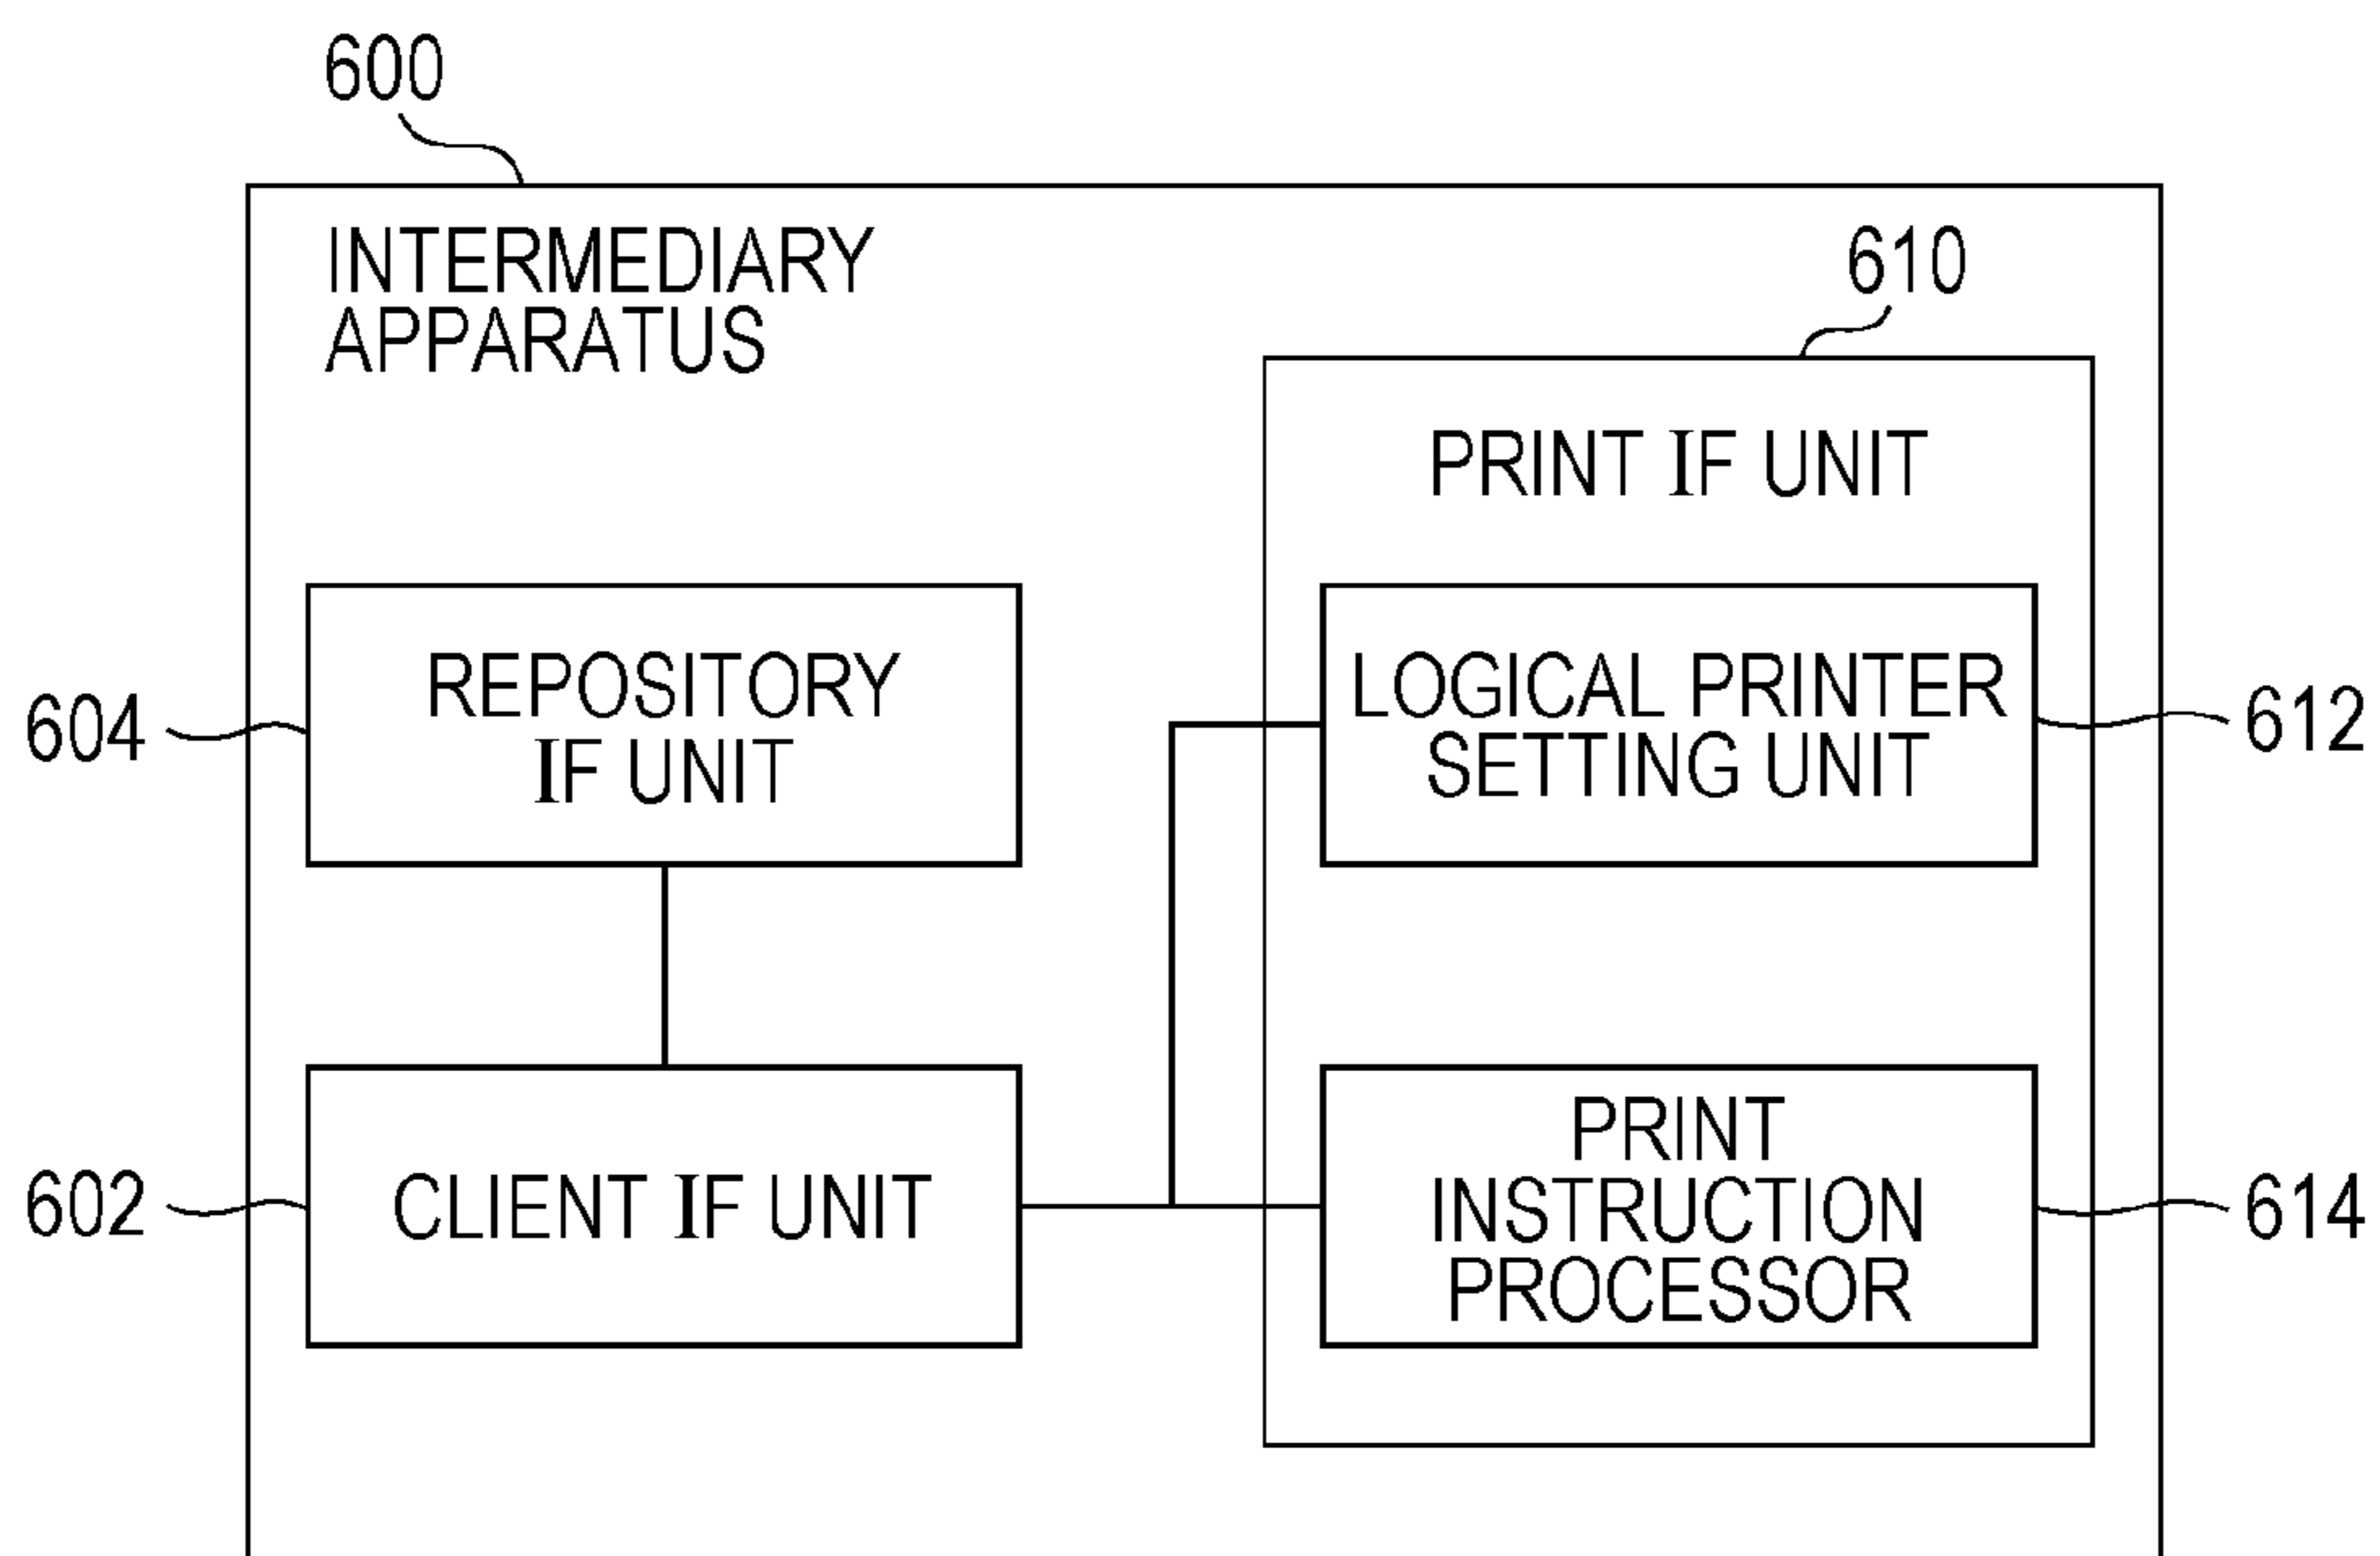 600
INTERMEDIARY
APPARATUS
610
PRINT IF UNIT
604
REPOSITORY
IF UNIT
LOGICAL PRINTER
SETTING UNIT
612
602
CLIENT IF UNIT
PRINT
INSTRUCTION
PROCESSOR
614